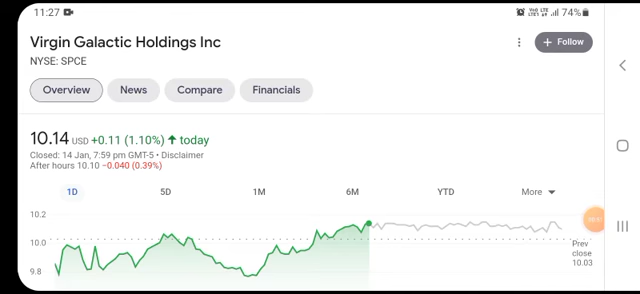 11:27
74%
Virgin Galactic Holdings Inc
+ Follow
NYSE: SPCE
Overview
News
Compare
Financials
10.14 USD +0.11 (1.10%) today
Closed: 14 Jan, 7:59 pm GMT-5 • Disclaimer
After hours 10.10 −0.040 (0.39%)
1D
5D
1M
6M
YTD
More
10.2
10.0
9.8
Prev
close
10.03